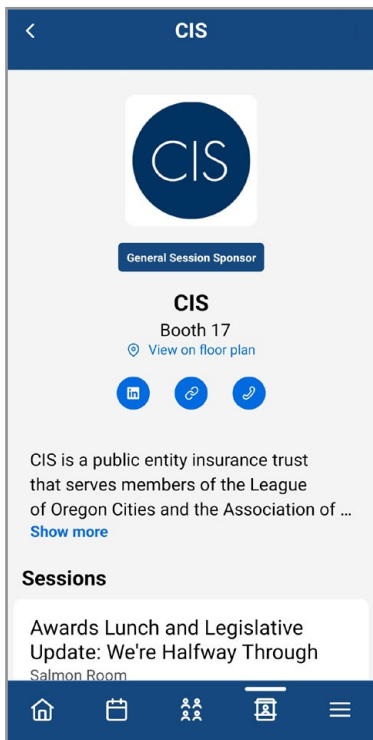 CIS
CIS
General Session Sponsor
CIS
Booth 17
View on floor plan
in
CIS is a public entity insurance trust
that serves members of the League
of Oregon Cities and the Association of ...
Show more
Sessions
Awards Lunch and Legislative
Update: We're Halfway Through
Salmon Room